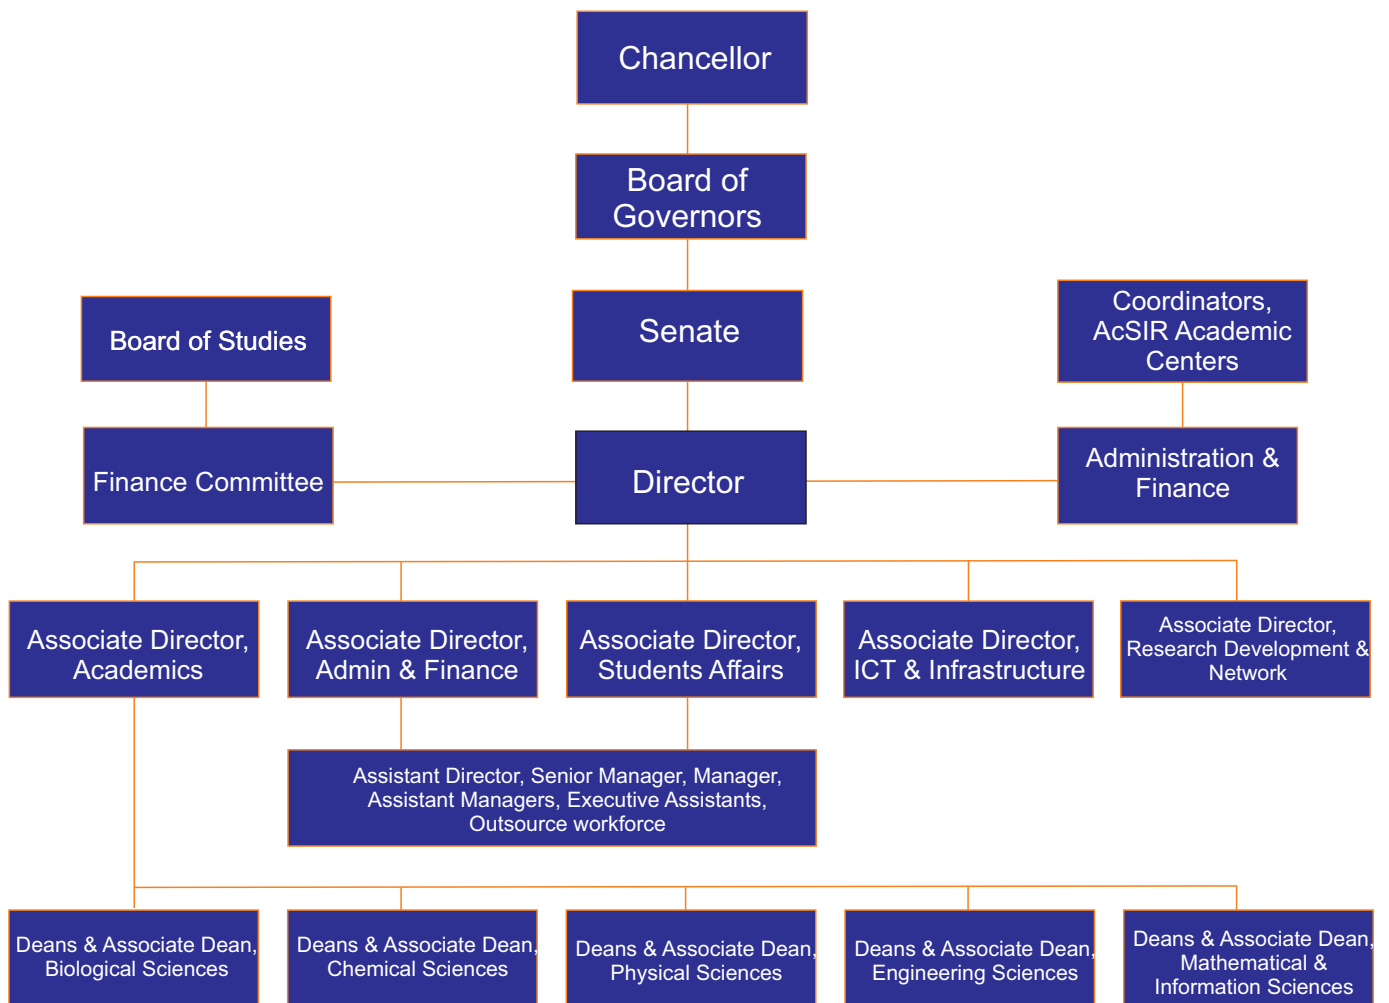 Chancellor
Board of
Governors
Senate
Board of Studies
Coordinators,
AcSIR Academic
Centers
Finance Committee
Director
Administration &
Finance
Associate Director,
Academics
Associate Director,
Admin & Finance
Associate Director,
Students Affairs
Associate Director,
ICT & Infrastructure
Associate Director,
Research Development &
Network
Assistant Director, Senior Manager, Manager,
Assistant Managers, Executive Assistants,
Outsource workforce
Deans & Associate Dean,
Biological Sciences
Deans & Associate Dean,
Chemical Sciences
Deans & Associate Dean,
Physical Sciences
Deans & Associate Dean,
Engineering Sciences
Deans & Associate Dean,
Mathematical &
Information Sciences